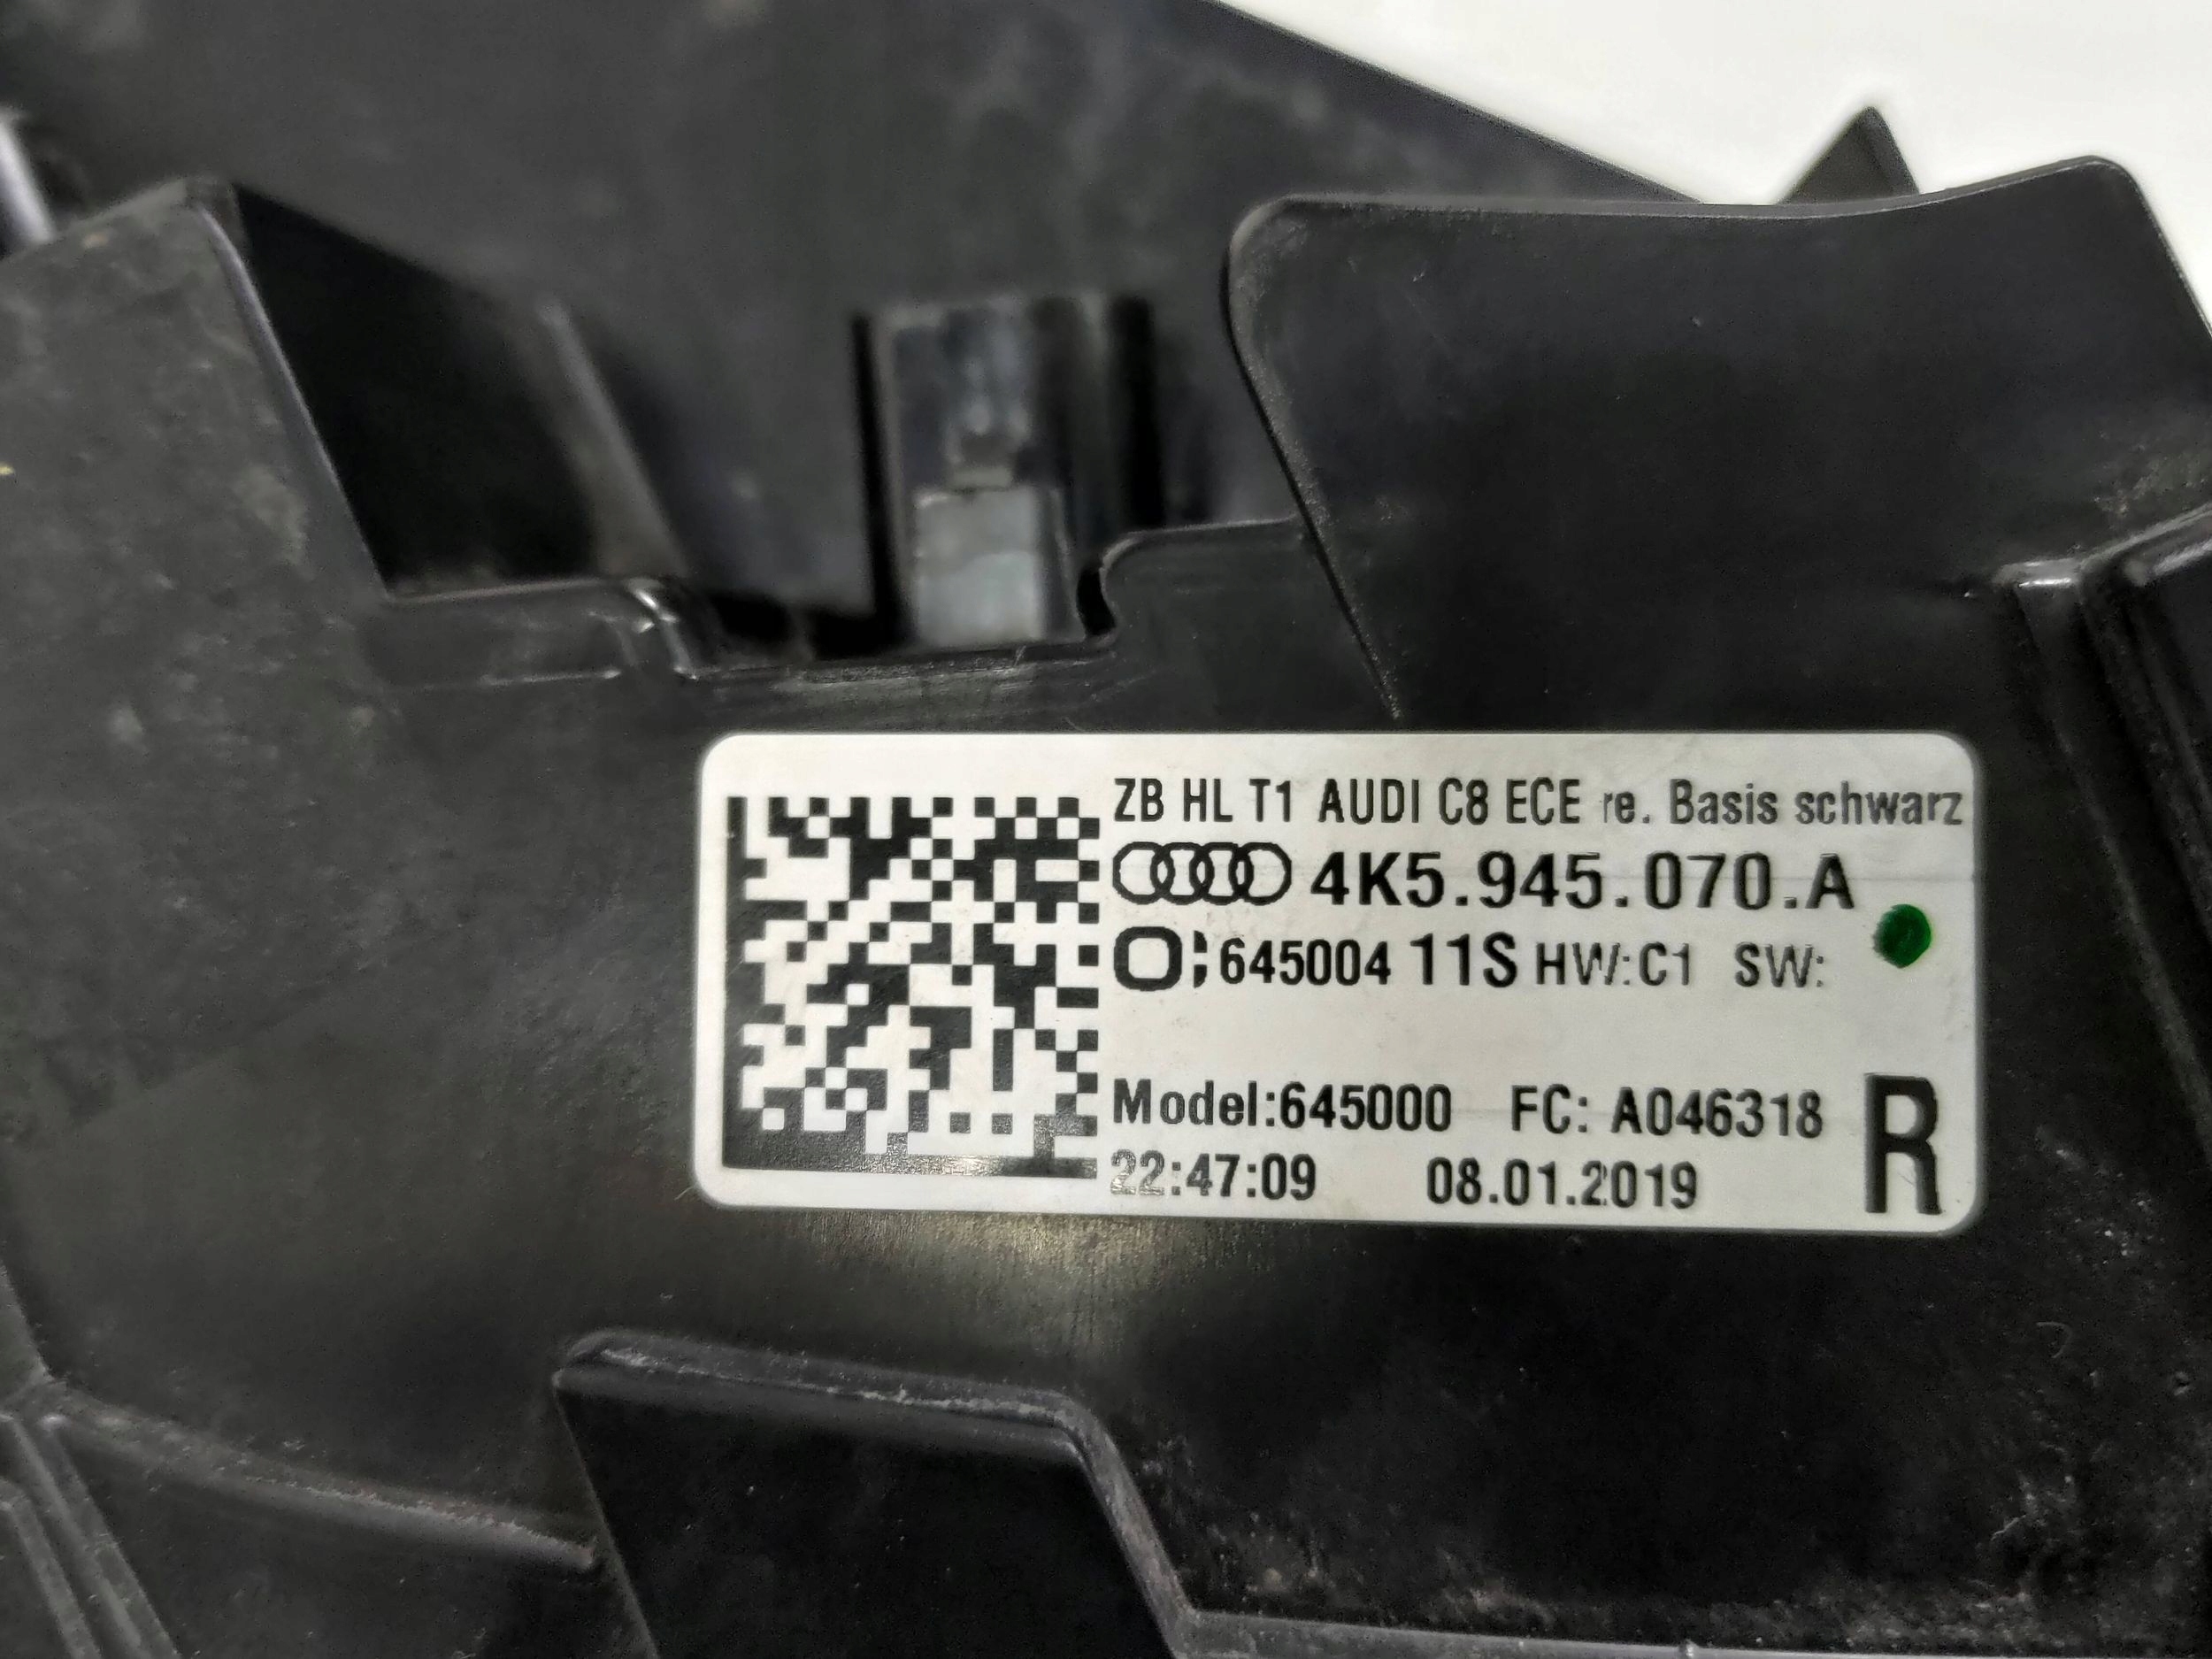 ZB HL T1 AUDI C8 ECE re. Basis schwarz
4K5.945.070.A
O; 645004 11S HW:C1 SW:
Model:645000 FC: A046318
22:47:09 08.01.2019 R